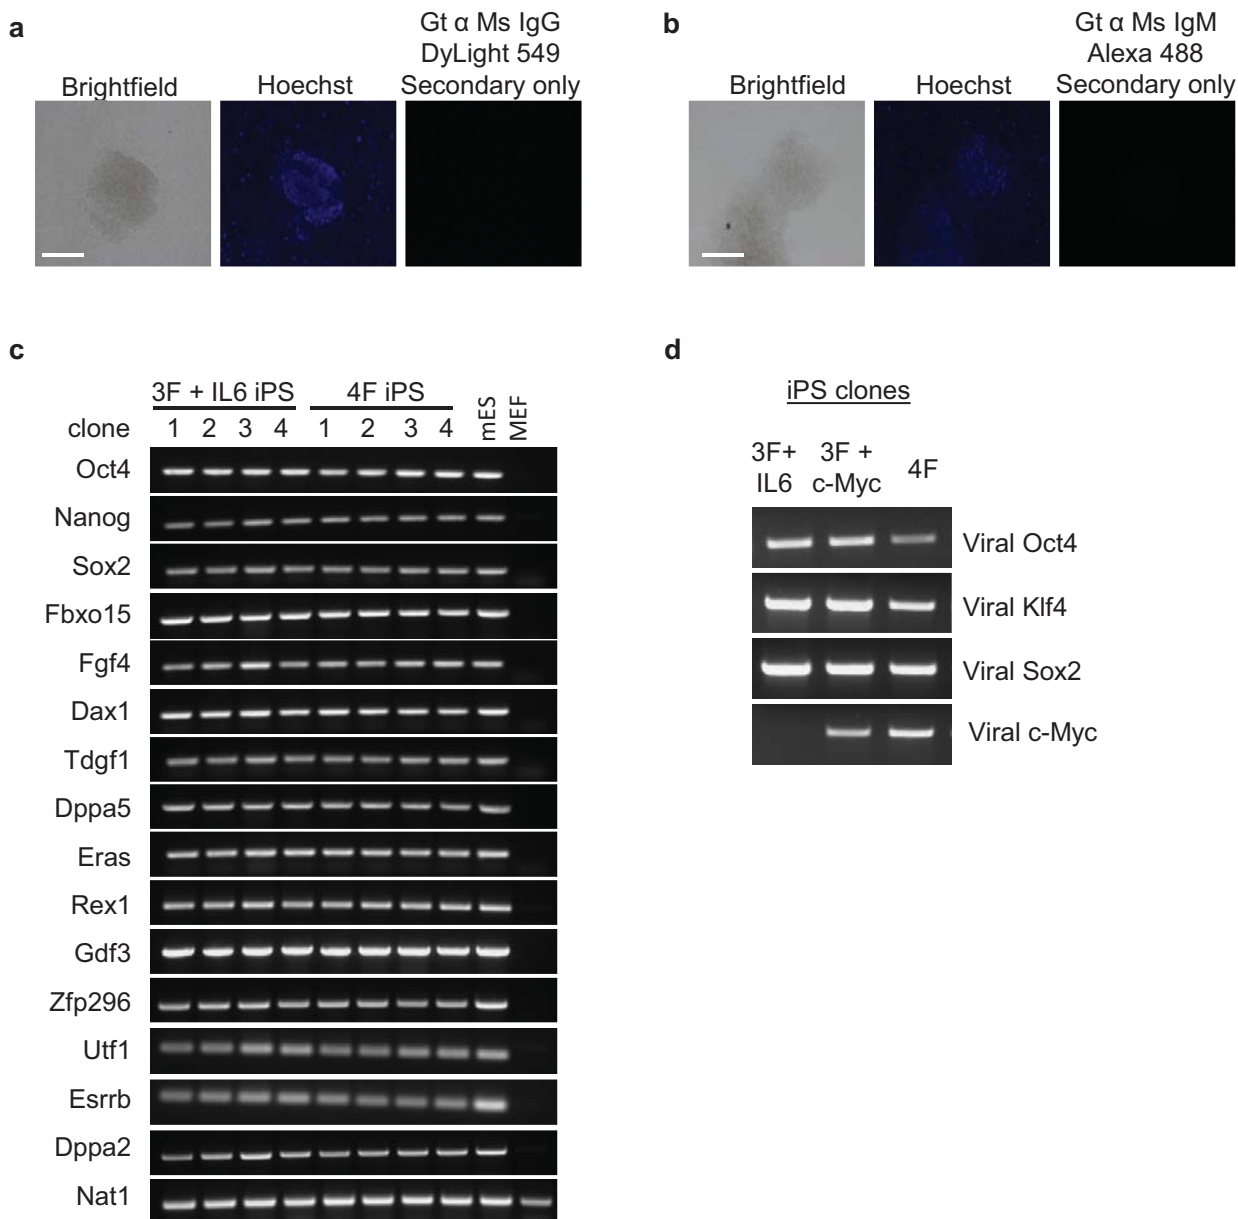 a
Gt α Ms IgG
DyLight 549
Brightfield Hoechst Secondary only
b
Gt α Ms IgM
Alexa 488
Brightfield Hoechst Secondary only
c
3F + IL6 iPS 4F iPS mES MEF
clone 1 2 3 4 1 2 3 4
Oct4
Nanog
Sox2
Fbxo15
Fgf4
Dax1
Tdgf1
Dppa5
Eras
Rex1
Gdf3
Zfp296
Utf1
Esrrb
Dppa2
Nat1
d
iPS clones
3F+ 3F + 4F
IL6 c-Myc
Viral Oct4
Viral Klf4
Viral Sox2
Viral c-Myc